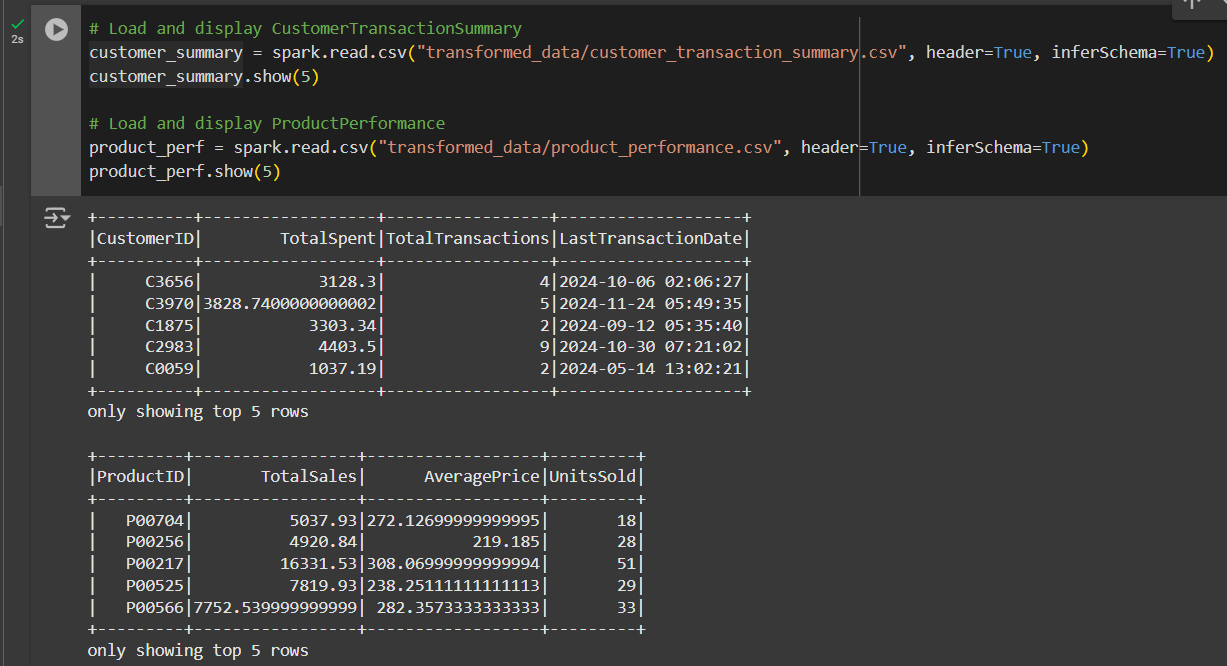 2s
# Load and display CustomerTransactionSummary
customer_summary = spark.read.csv("transformed_data/customer_transaction_summary.csv", header=True, inferSchema=True)
customer_summary.show(5)
# Load and display ProductPerformance
product_perf = spark.read.csv("transformed_data/product_performance.csv", header=True, inferSchema=True)
product_perf.show(5)
+----------+------------------+-----------------+-------------------+
|CustomerID|        TotalSpent|TotalTransactions|LastTransactionDate|
+----------+------------------+-----------------+-------------------+
|     C3656|            3128.3|                4|2024-10-06 02:06:27|
|     C3970|3828.7400000000002|                5|2024-11-24 05:49:35|
|     C1875|           3303.34|                2|2024-09-12 05:35:40|
|     C2983|            4403.5|                9|2024-10-30 07:21:02|
|     C0059|           1037.19|                2|2024-05-14 13:02:21|
+----------+------------------+-----------------+-------------------+
only showing top 5 rows
+---------+-----------------+------------------+---------+
|ProductID|       TotalSales|      AveragePrice|UnitsSold|
+---------+-----------------+------------------+---------+
|   P00704|          5037.93|272.12699999999995|       18|
|   P00256|          4920.84|           219.185|       28|
|   P00217|         16331.53|308.06999999999994|       51|
|   P00525|          7819.93|238.25111111111113|       29|
|   P00566|7752.539999999999| 282.3573333333333|       33|
+---------+-----------------+------------------+---------+
only showing top 5 rows